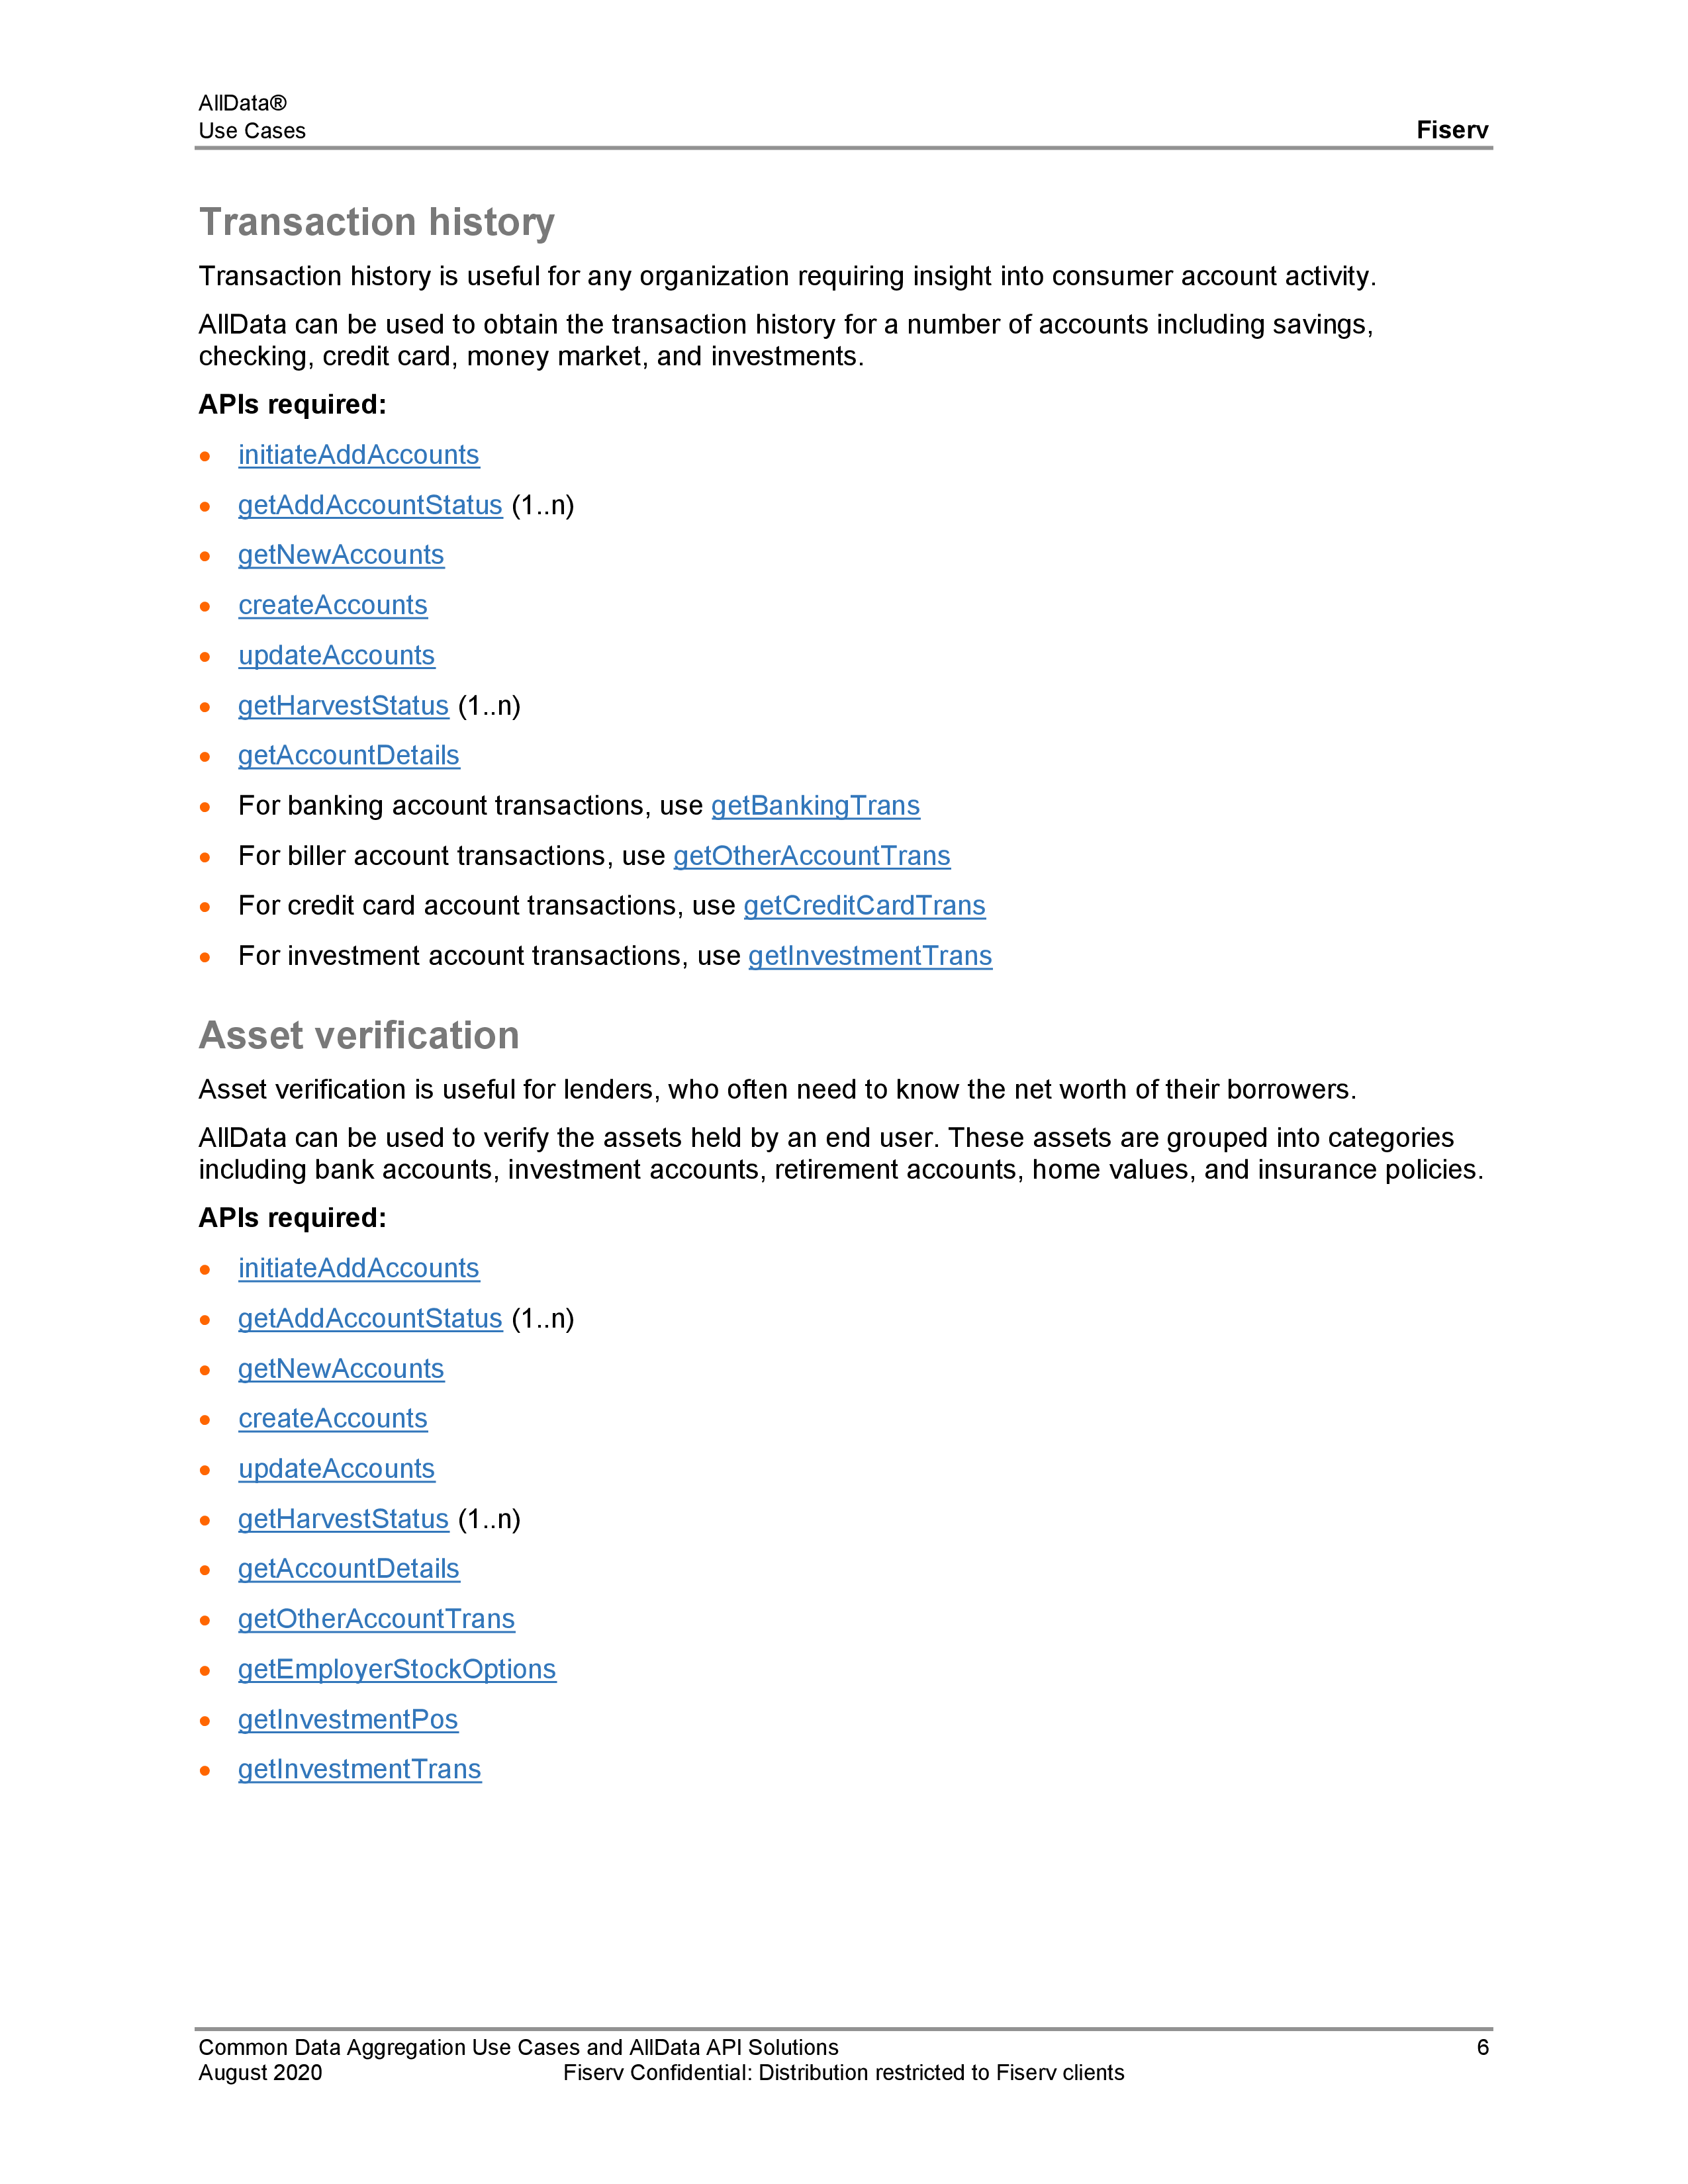 AllData®
Use Cases
Fiserv
Transaction history
Transaction history is useful for any organization requiring insight into consumer account activity.
AllData can be used to obtain the transaction history for a number of accounts including savings,
checking, credit card, money market, and investments.
APIs required:
• initiateAddAccounts
• getAddAccountStatus (1..n)
• getNewAccounts
• createAccounts
• updateAccounts
• getHarvestStatus (1..n)
• getAccountDetails
• For banking account transactions, use getBankingTrans
• For biller account transactions, use getOtherAccountTrans
• For credit card account transactions, use getCreditCardTrans
• For investment account transactions, use getInvestmentTrans
Asset verification
Asset verification is useful for lenders, who often need to know the net worth of their borrowers.
AllData can be used to verify the assets held by an end user. These assets are grouped into categories
including bank accounts, investment accounts, retirement accounts, home values, and insurance policies.
APIs required:
• initiateAddAccounts
• getAddAccountStatus (1..n)
• getNewAccounts
• createAccounts
• updateAccounts
• getHarvestStatus (1..n)
• getAccountDetails
• getOtherAccountTrans
• getEmployerStockOptions
• getInvestmentPos
• getInvestmentTrans
Common Data Aggregation Use Cases and AllData API Solutions 6
August 2020 Fiserv Confidential: Distribution restricted to Fiserv clients